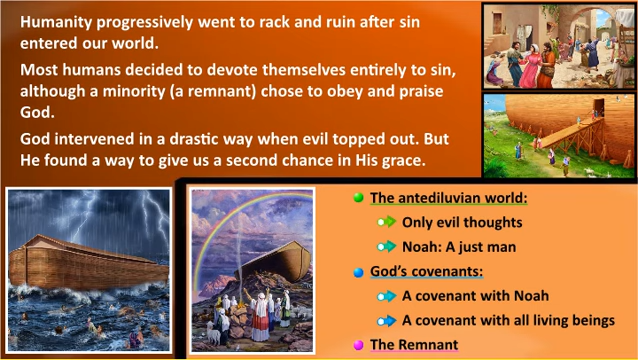 Humanity progressively went to rack and ruin after sin
entered our world.
Most humans decided to devote themselves entirely to sin,
although a minority (a remnant) chose to obey and praise
God.
God intervened in a drastic way when evil topped out. But
He found a way to give us a second chance in His grace.
The antediluvian world:
Only evil thoughts
Noah: A just man
God’s covenants:
A covenant with Noah
A covenant with all living beings
The Remnant